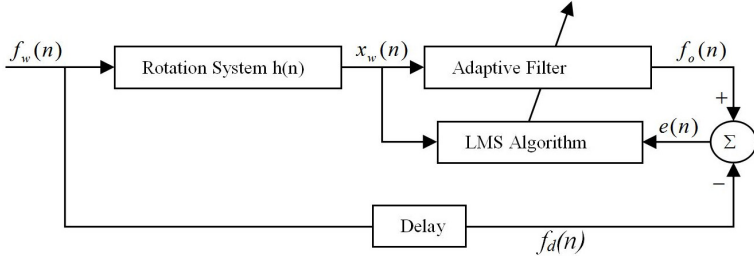 f_w(n)
Rotation System h(n)
x_w(n)
Adaptive Filter
f_o(n)
+
LMS Algorithm
e(n)
Σ
−
Delay
f_d(n)